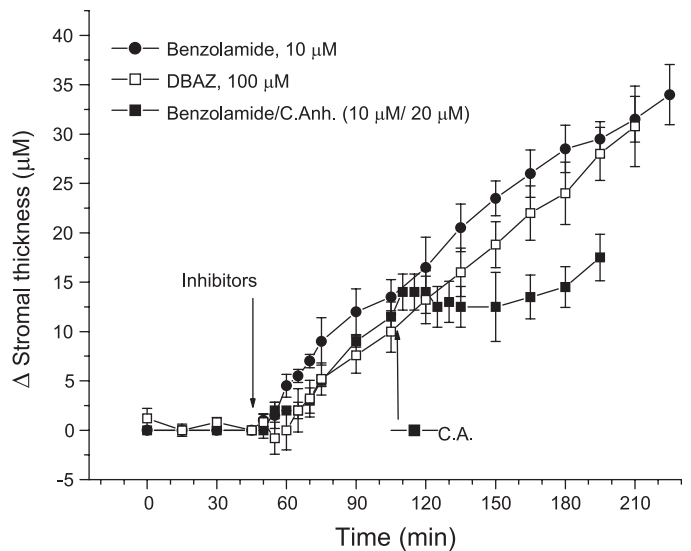 40
35
30
25
20
15
10
5
0
-5
Δ Stromal thickness (μM)
Benzolamide, 10 μM
DBAZ, 100 μM
Benzolamide/C.Anh. (10 μM/ 20 μM)
Inhibitors
C.A.
0 30 60 90 120 150 180 210
Time (min)